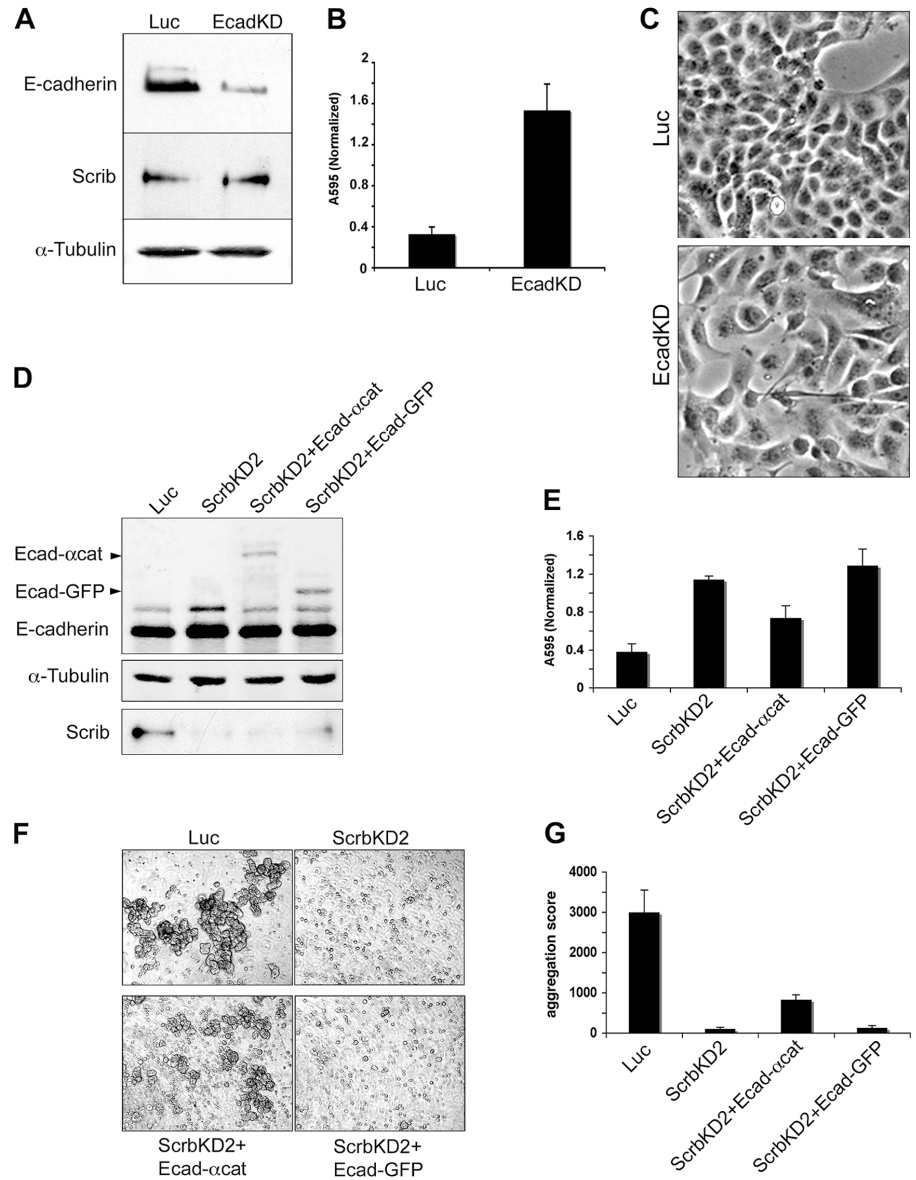 A
Luc EcadKD
E-cadherin
Scrib
α-Tubulin
B
A595 (Normalized)
2
1.6
1.2
0.8
0.4
0
Luc EcadKD
C
Luc
EcadKD
D
Luc ScrbKD2 ScrbKD2+Ecad-αcat ScrbKD2+Ecad-GFP
Ecad-αcat
Ecad-GFP
E-cadherin
α-Tubulin
Scrib
E
A595 (Normalized)
1.6
1.2
0.8
0.4
0
Luc ScrbKD2 ScrbKD2+Ecad-αcat ScrbKD2+Ecad-GFP
F
Luc ScrbKD2
ScrbKD2+ ScrbKD2+
Ecad-αcat Ecad-GFP
G
aggregation score
4000
3000
2000
1000
0
Luc ScrbKD2 ScrbKD2+Ecad-αcat ScrbKD2+Ecad-GFP